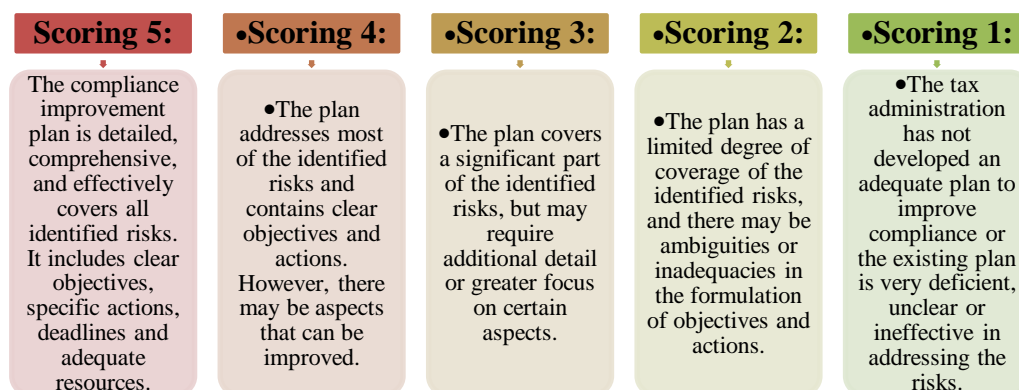 Scoring 5:
The compliance
improvement
plan is detailed,
comprehensive,
and effectively
covers all
identified risks.
It includes clear
objectives,
specific actions,
deadlines and
adequate
resources.
•Scoring 4:
•The plan
addresses most
of the identified
risks and
contains clear
objectives and
actions.
However, there
may be aspects
that can be
improved.
•Scoring 3:
•The plan covers
a significant part
of the identified
risks, but may
require
additional detail
or greater focus
on certain
aspects.
•Scoring 2:
•The plan has a
limited degree of
coverage of the
identified risks,
and there may be
ambiguities or
inadequacies in
the formulation
of objectives and
actions.
•Scoring 1:
•The tax
administration
has not
developed an
adequate plan to
improve
compliance or
the existing plan
is very deficient,
unclear or
ineffective in
addressing the
risks.